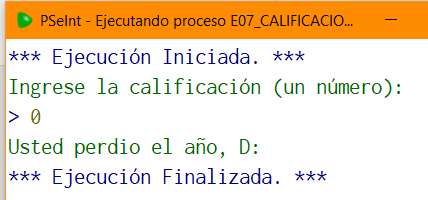 PSeInt - Ejecutando proceso E07_CALIFICACIO...
*** Ejecución Iniciada. ***
Ingrese la calificación (un número):
> 0
Usted perdio el año, D:
*** Ejecución Finalizada. ***